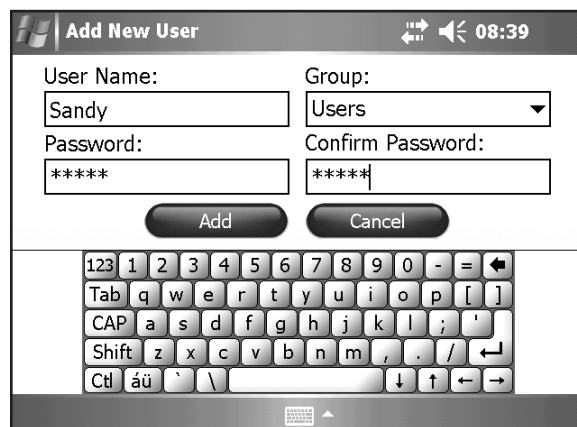 Add New User 08:39
User Name: Group:
Sandy Users
Password: Confirm Password:
***** *****
Add Cancel
123 1 2 3 4 5 6 7 8 9 0 - =
Tab q w e r t y u i o p [ ]
CAP a s d f g h j k l ; '
Shift z x c v b n m , . /
Ctl áü ` \